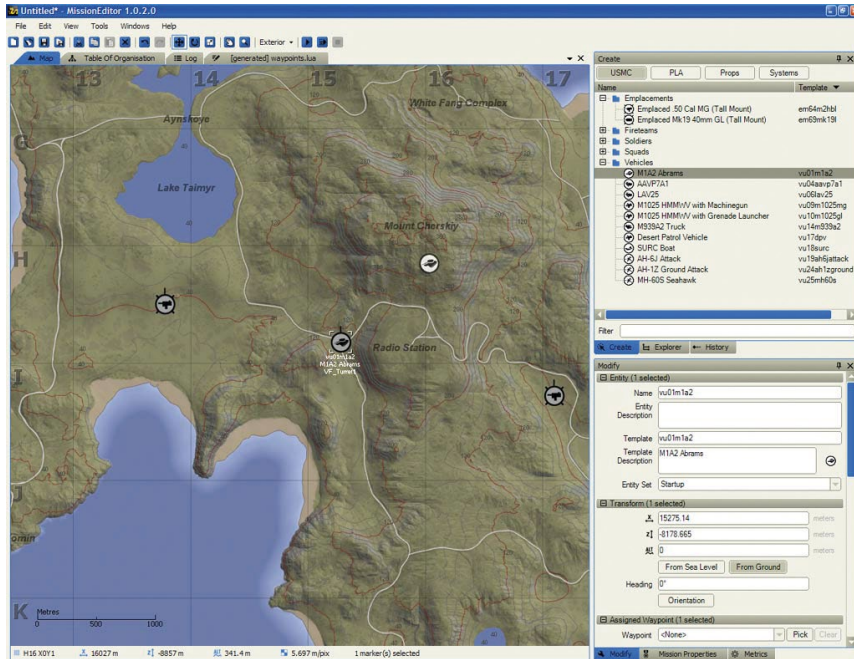 Untitled* - MissionEditor 1.0.2.0
File Edit View Tools Windows Help
Exterior
Map Table Of Organisation Log [generated] waypoints.lua
13 14 15 16 17
G
H
I
J
K
White Fang Complex
Aynskoye
Lake Taimyr
Mount Cherskiy
Radio Station
vu01m1a2
M1A2 Abrams
VF_Turret1
omin
Metres
0 500 1000
H16 X0Y1 16027 m -8857 m 341.4 m 5.697 m/pix 1 marker(s) selected
Create
USMC PLA Props Systems
Name Template
Emplacements
Emplaced .50 Cal MG (Tall Mount) em64m2hbl
Emplaced Mk19 40mm GL (Tall Mount) em69mk19l
Fireteams
Soldiers
Squads
Vehicles
M1A2 Abrams vu01m1a2
AAVP7A1 vu04aavp7a1
LAV25 vu06lav25
M1025 HMMWV with Machinegun vu09m1025mg
M1025 HMMWV with Grenade Launcher vu10m1025gl
M939A2 Truck vu14m939a2
Desert Patrol Vehicle vu17dpv
SURC Boat vu18surc
AH-6J Attack vu19ah6jattack
AH-1Z Ground Attack vu24ah1zground
MH-60S Seahawk vu25mh60s
Filter
Create Explorer History
Modify
Entity (1 selected)
Name vu01m1a2
Entity Description
Template vu01m1a2
Template Description M1A2 Abrams
Entity Set Startup
Transform (1 selected)
X 15275.14 meters
Z -8178.665 meters
Alt 0 meters
From Sea Level From Ground
Heading 0°
Orientation
Assigned Waypoint (1 selected)
Waypoint <None> Pick Clear
Modify Mission Properties Metrics